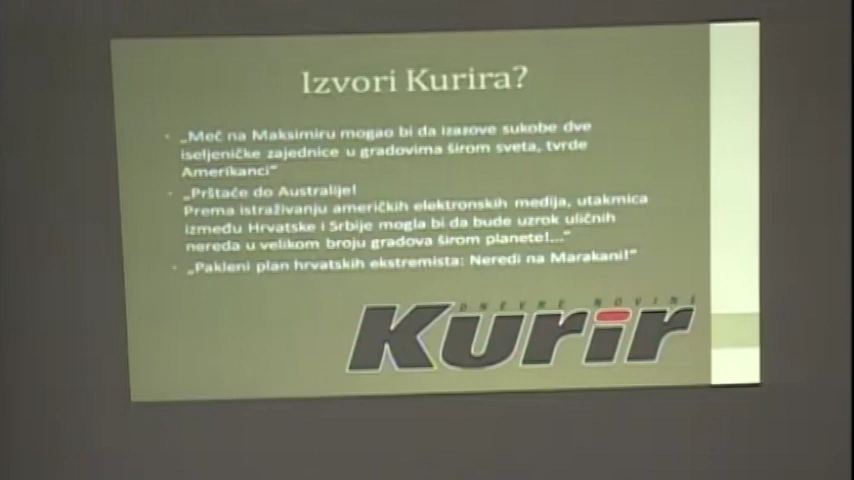 Izvori Kurira?
„Meč na Maksimiru mogao bi da izazove sukobe dve
iseljeničke zajednice u gradovima širom sveta, tvrde
Amerikanci“
„Prštaće do Australije!
Prema istraživanju američkih elektronskih medija, utakmica
između Hrvatske i Srbije mogla bi da bude uzrok uličnih
nereda u velikom broju gradova širom planete!...“
„Pakleni plan hrvatskih ekstremista: Neredi na Marakani!“
DNEVNE NOVINE
Kurir